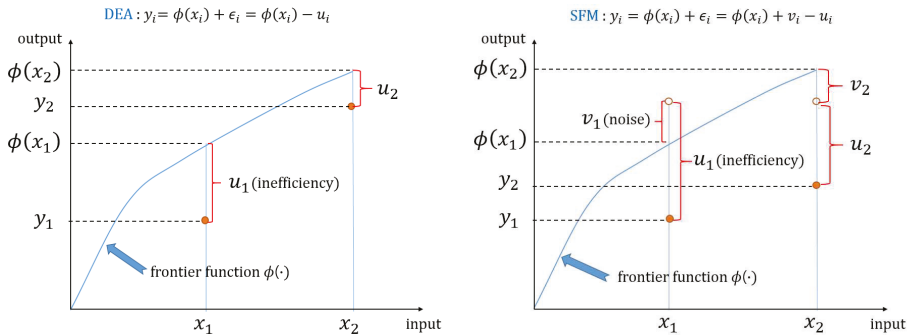 DEA : yᵢ= ϕ(xᵢ) + ϵᵢ = ϕ(xᵢ) − uᵢ
output
ϕ(x₂)
u₂
y₂
ϕ(x₁)
u₁(inefficiency)
y₁
frontier function ϕ(·)
x₁
x₂
input
SFM : yᵢ = ϕ(xᵢ) + ϵᵢ = ϕ(xᵢ) + vᵢ − uᵢ
output
ϕ(x₂)
v₂
v₁(noise)
ϕ(x₁)
u₁(inefficiency)
u₂
y₂
y₁
frontier function ϕ(·)
x₁
x₂
input